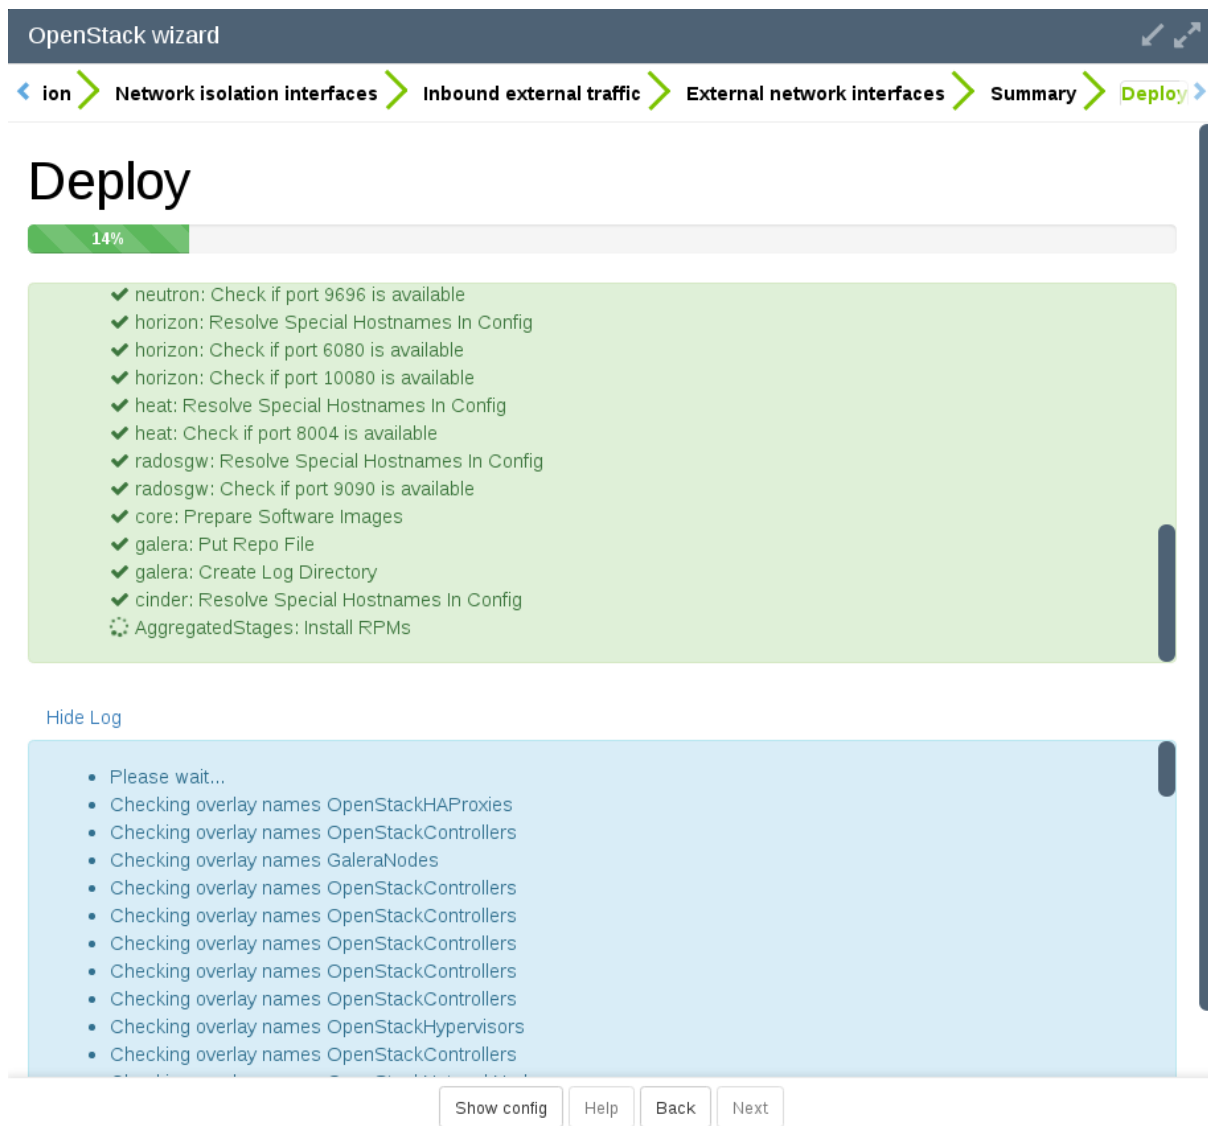 OpenStack wizard
ion Network isolation interfaces Inbound external traffic External network interfaces Summary Deploy
Deploy
14%
neutron: Check if port 9696 is available
horizon: Resolve Special Hostnames In Config
horizon: Check if port 6080 is available
horizon: Check if port 10080 is available
heat: Resolve Special Hostnames In Config
heat: Check if port 8004 is available
radosgw: Resolve Special Hostnames In Config
radosgw: Check if port 9090 is available
core: Prepare Software Images
galera: Put Repo File
galera: Create Log Directory
cinder: Resolve Special Hostnames In Config
AggregatedStages: Install RPMs
Hide Log
• Please wait...
• Checking overlay names OpenStackHAProxies
• Checking overlay names OpenStackControllers
• Checking overlay names GaleraNodes
• Checking overlay names OpenStackControllers
• Checking overlay names OpenStackControllers
• Checking overlay names OpenStackControllers
• Checking overlay names OpenStackControllers
• Checking overlay names OpenStackControllers
• Checking overlay names OpenStackHypervisors
• Checking overlay names OpenStackControllers
Show config Help Back Next